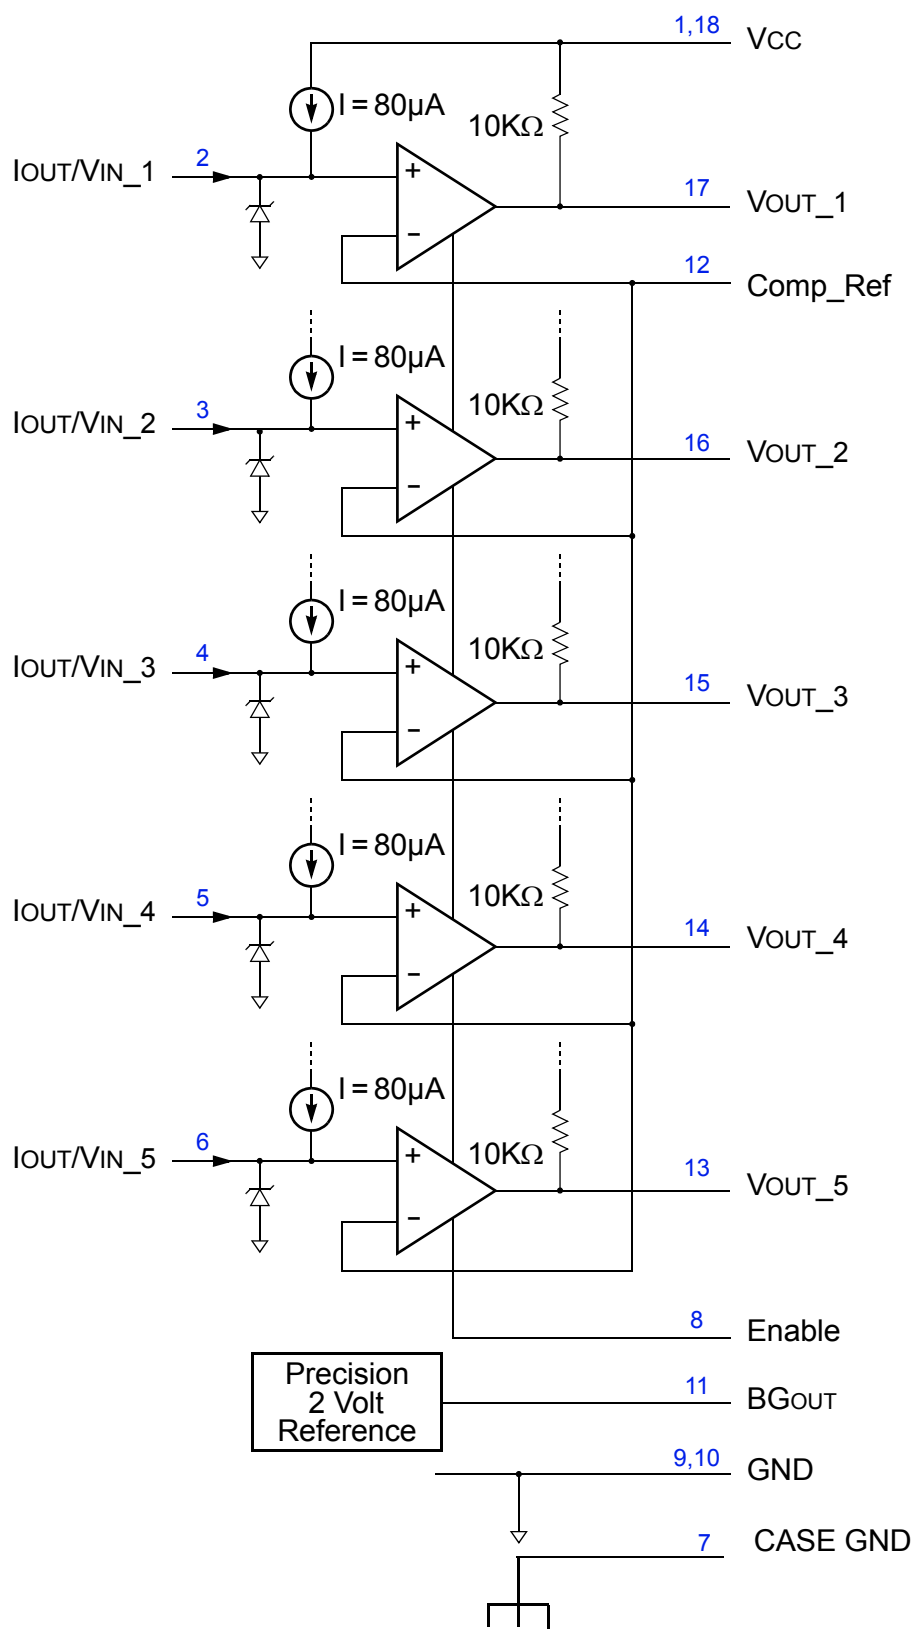 1,18 VCC
I = 80µA
10KΩ
IOUT/VIN_1 2 + 17 VOUT_1
−
12 Comp_Ref
I = 80µA
10KΩ
IOUT/VIN_2 3 + 16 VOUT_2
−
I = 80µA
10KΩ
IOUT/VIN_3 4 + 15 VOUT_3
−
I = 80µA
10KΩ
IOUT/VIN_4 5 + 14 VOUT_4
−
I = 80µA
10KΩ
IOUT/VIN_5 6 + 13 VOUT_5
−
8 Enable
Precision
2 Volt
Reference
11 BGOUT
9,10 GND
7 CASE GND